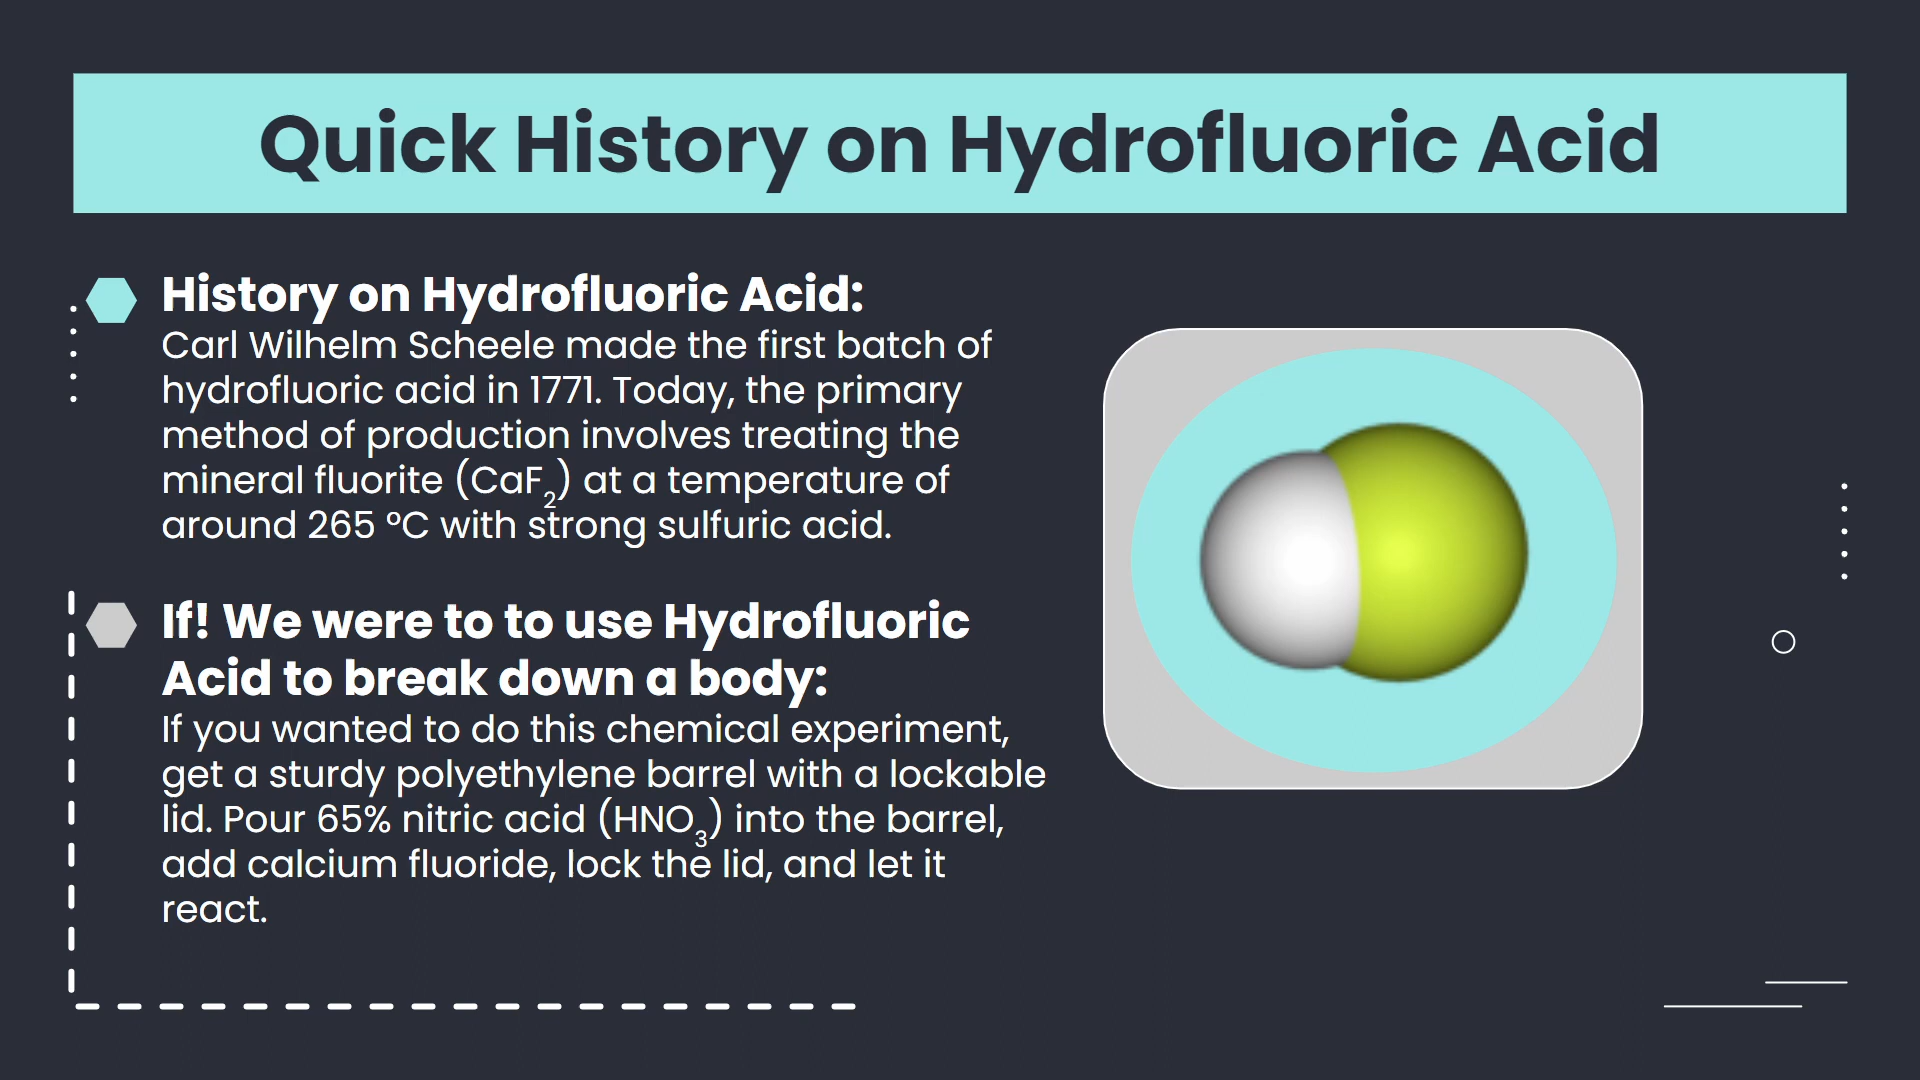 Quick History on Hydrofluoric Acid
History on Hydrofluoric Acid:
Carl Wilhelm Scheele made the first batch of
hydrofluoric acid in 1771. Today, the primary
method of production involves treating the
mineral fluorite (CaF₂) at a temperature of
around 265 ºC with strong sulfuric acid.
If! We were to to use Hydrofluoric
Acid to break down a body:
If you wanted to do this chemical experiment,
get a sturdy polyethylene barrel with a lockable
lid. Pour 65% nitric acid (HNO₃) into the barrel,
add calcium fluoride, lock the lid, and let it
react.